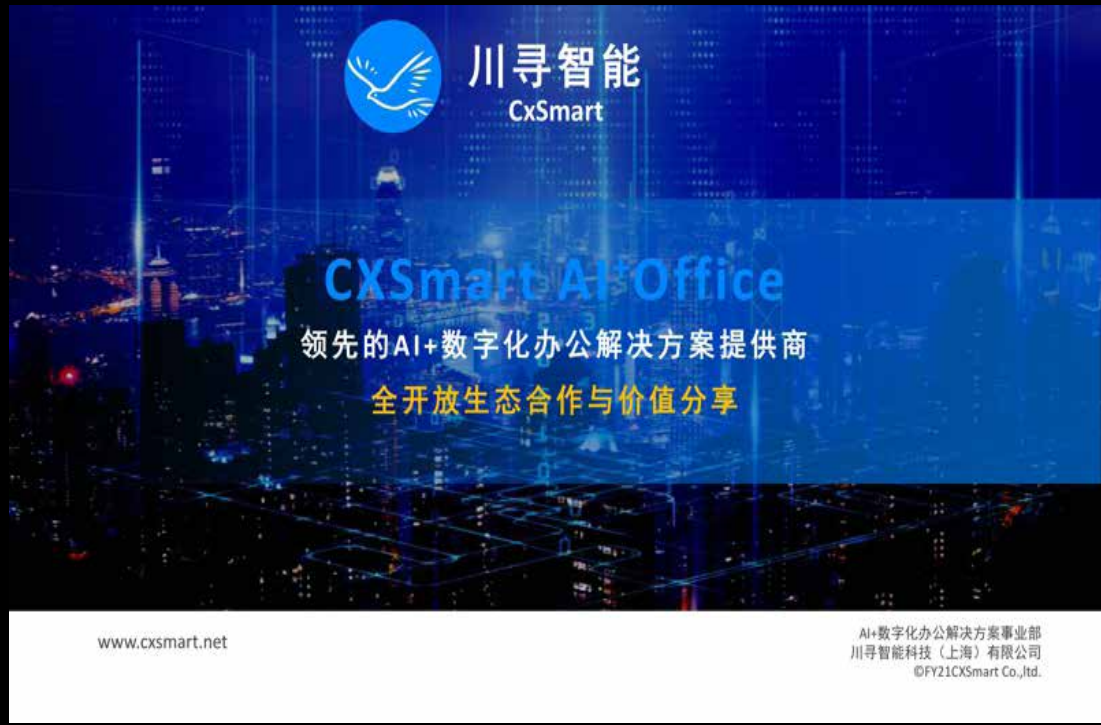 川寻智能
CxSmart
CXSmart AI+Office
领先的AI+数字化办公解决方案提供商
全开放生态合作与价值分享
www.cxsmart.net
AI+数字化办公解决方案事业部
川寻智能科技（上海）有限公司
©FY21CXSmart Co.,ltd.